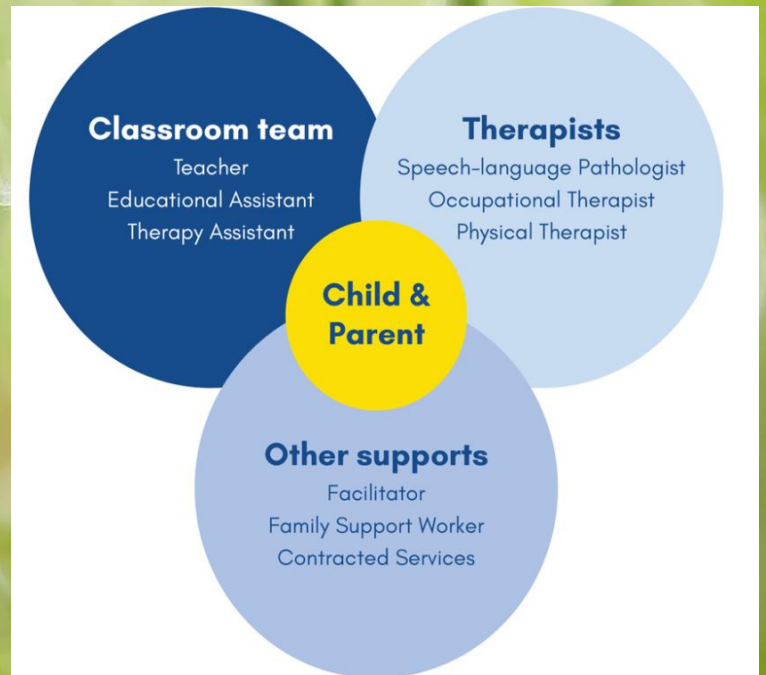 Classroom team
Teacher
Educational Assistant
Therapy Assistant
Therapists
Speech-language Pathologist
Occupational Therapist
Physical Therapist
Child &
Parent
Other supports
Facilitator
Family Support Worker
Contracted Services